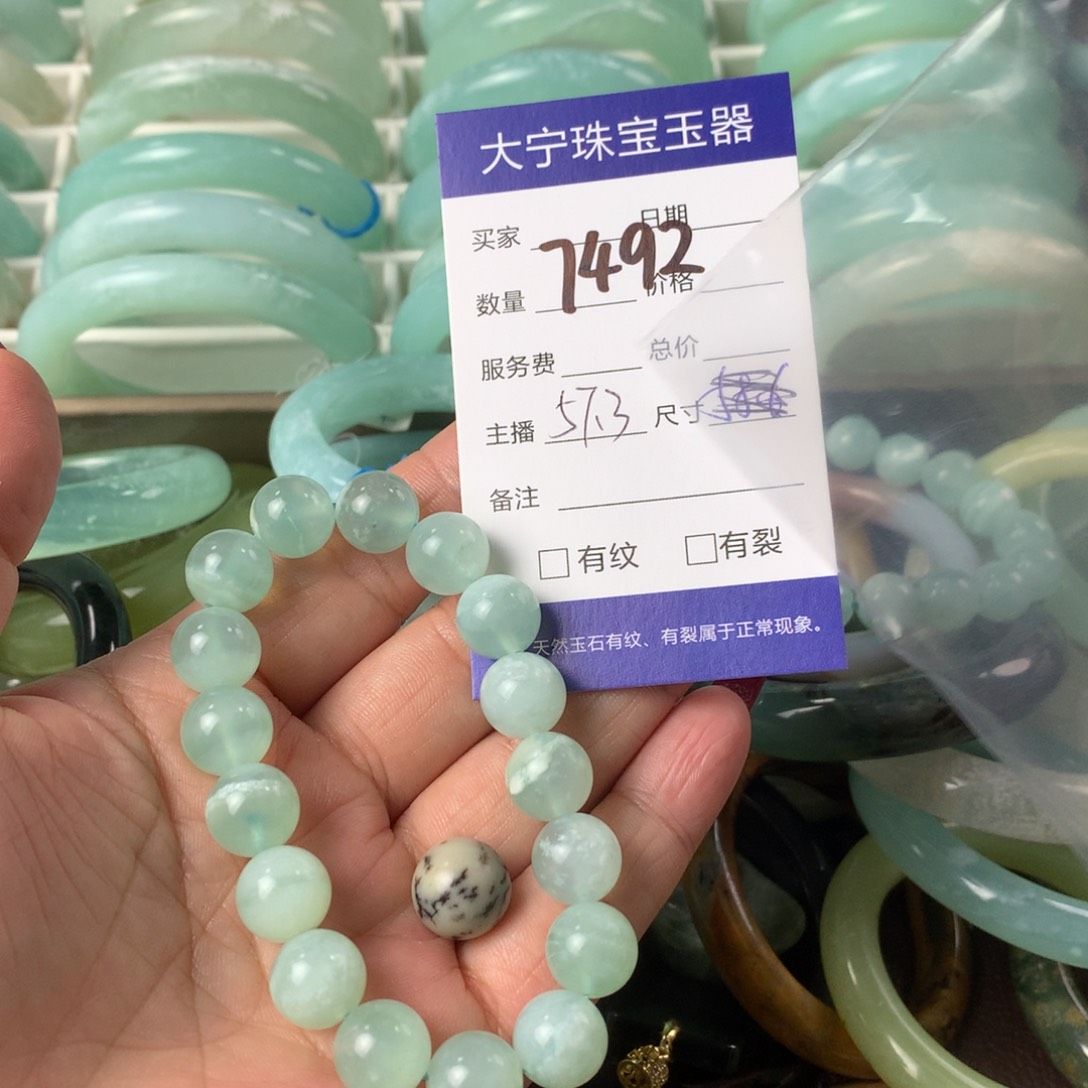 大宁珠宝玉器
买家 日期
7492
数量 价格
服务费 总价
主播 57.3 尺寸
备注
有纹 有裂
天然玉石有纹、有裂属于正常现象。